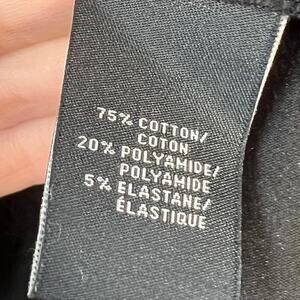 75% COTTON/
COTON
20% POLYAMIDE/
POLYAMIDE
5% ELASTANE/
ÉLASTIQUE